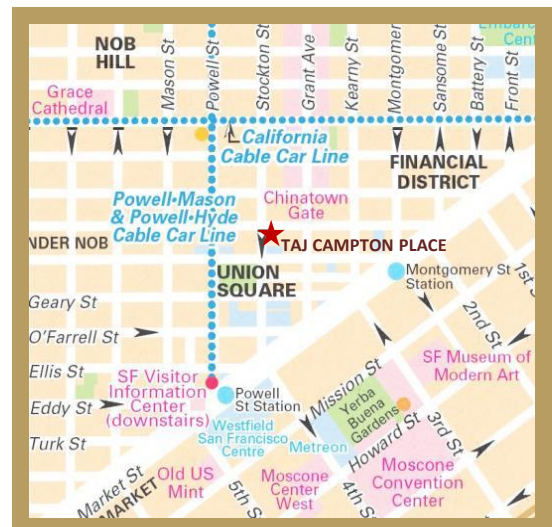 NOB
HILL
Mason St
Powell St
Stockton St
Grant Ave
Kearny St
Montgomer
Sansome St
Battery St
Front St
Embarc
Cent
Grace
Cathedral
California
Cable Car Line
FINANCIAL
DISTRICT
Powell-Mason
& Powell-Hyde
Cable Car Line
Chinatown
Gate
NDER NOB
TAJ CAMPTON PLACE
UNION
SQUARE
Montgomery St
Station
1st
2nd St
Geary St
O'Farrell St
Ellis St
Eddy St
Turk St
SF Visitor
Information
Center
(downstairs)
Powell
St Station
Westfield
San Francisco
Centre
Metreon
Mission St
Yerba
Buena
Gardens
Howard St
SF Museum of
Modern Art
3rd St
Moscone
Convention
Center
Old US
Mint
Moscone
Center
West
Market St
MARKET
5th St
4th St